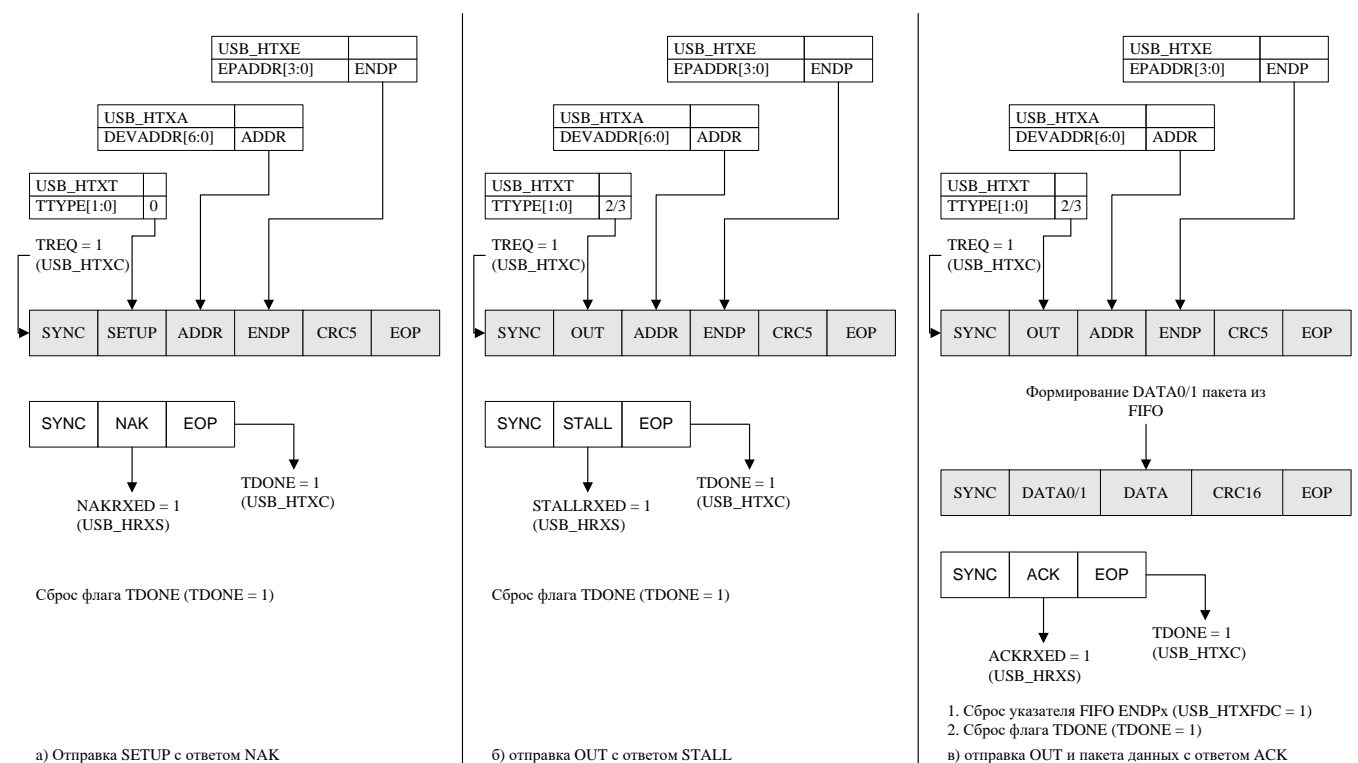 USB_HTXE
EPADDR[3:0] ENDP
USB_HTXA
DEVADDR[6:0] ADDR
USB_HTXT
TTYPE[1:0] 0
TREQ = 1
(USB_HTXC)
SYNC SETUP ADDR ENDP CRC5 EOP
SYNC NAK EOP
TDONE = 1
(USB_HTXC)
NAKRXED = 1
(USB_HRXS)
Сброс флага TDONE (TDONE = 1)
а) Отправка SETUP с ответом NAK
USB_HTXE
EPADDR[3:0] ENDP
USB_HTXA
DEVADDR[6:0] ADDR
USB_HTXT
TTYPE[1:0] 2/3
TREQ = 1
(USB_HTXC)
SYNC OUT ADDR ENDP CRC5 EOP
SYNC STALL EOP
TDONE = 1
(USB_HTXC)
STALLRXED = 1
(USB_HRXS)
Сброс флага TDONE (TDONE = 1)
б) отправка OUT с ответом STALL
USB_HTXE
EPADDR[3:0] ENDP
USB_HTXA
DEVADDR[6:0] ADDR
USB_HTXT
TTYPE[1:0] 2/3
TREQ = 1
(USB_HTXC)
SYNC OUT ADDR ENDP CRC5 EOP
Формирование DATA0/1 пакета из
FIFO
SYNC DATA0/1 DATA CRC16 EOP
SYNC ACK EOP
TDONE = 1
(USB_HTXC)
ACKRXED = 1
(USB_HRXS)
1. Сброс указателя FIFO ENDPx (USB_HTXFDC = 1)
2. Сброс флага TDONE (TDONE = 1)
в) отправка OUT и пакета данных с ответом ACK